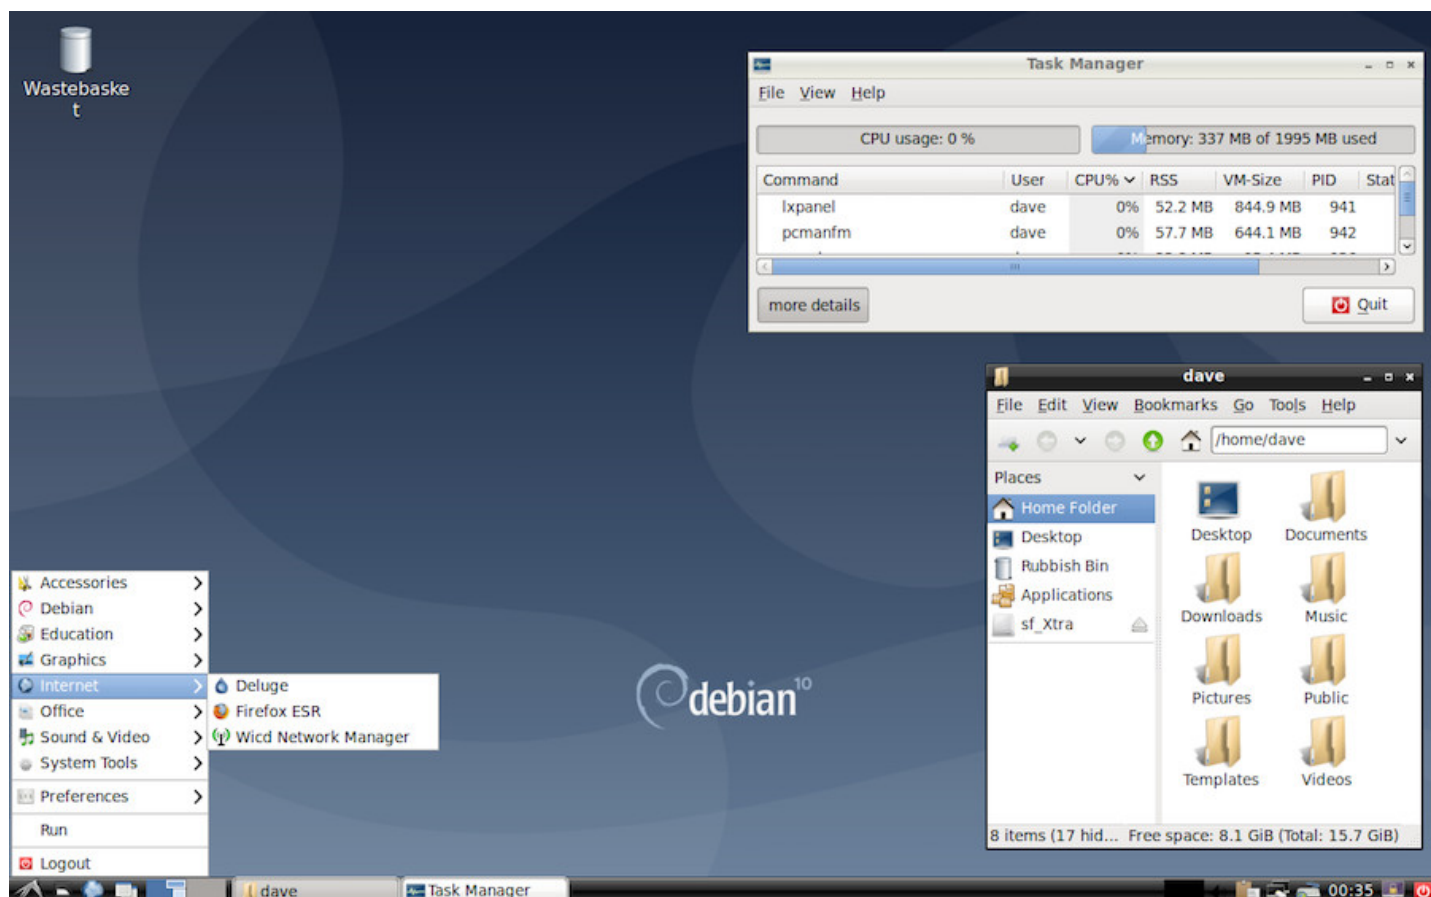 Wastebaske
t
Task Manager
File View Help
CPU usage: 0 %
Memory: 337 MB of 1995 MB used
Command User CPU% RSS VM-Size PID Stat
lxpanel dave 0% 52.2 MB 844.9 MB 941
pcmanfm dave 0% 57.7 MB 644.1 MB 942
more details
Quit
dave
File Edit View Bookmarks Go Tools Help
/home/dave
Places
Home Folder
Desktop
Rubbish Bin
Applications
sf_Xtra
Desktop Documents
Downloads Music
Pictures Public
Templates Videos
8 items (17 hid... Free space: 8.1 GiB (Total: 15.7 GiB)
Accessories
Debian
Education
Graphics
Internet
Office
Sound & Video
System Tools
Preferences
Run
Logout
Deluge
Firefox ESR
Wicd Network Manager
debian10
dave
Task Manager
00:35